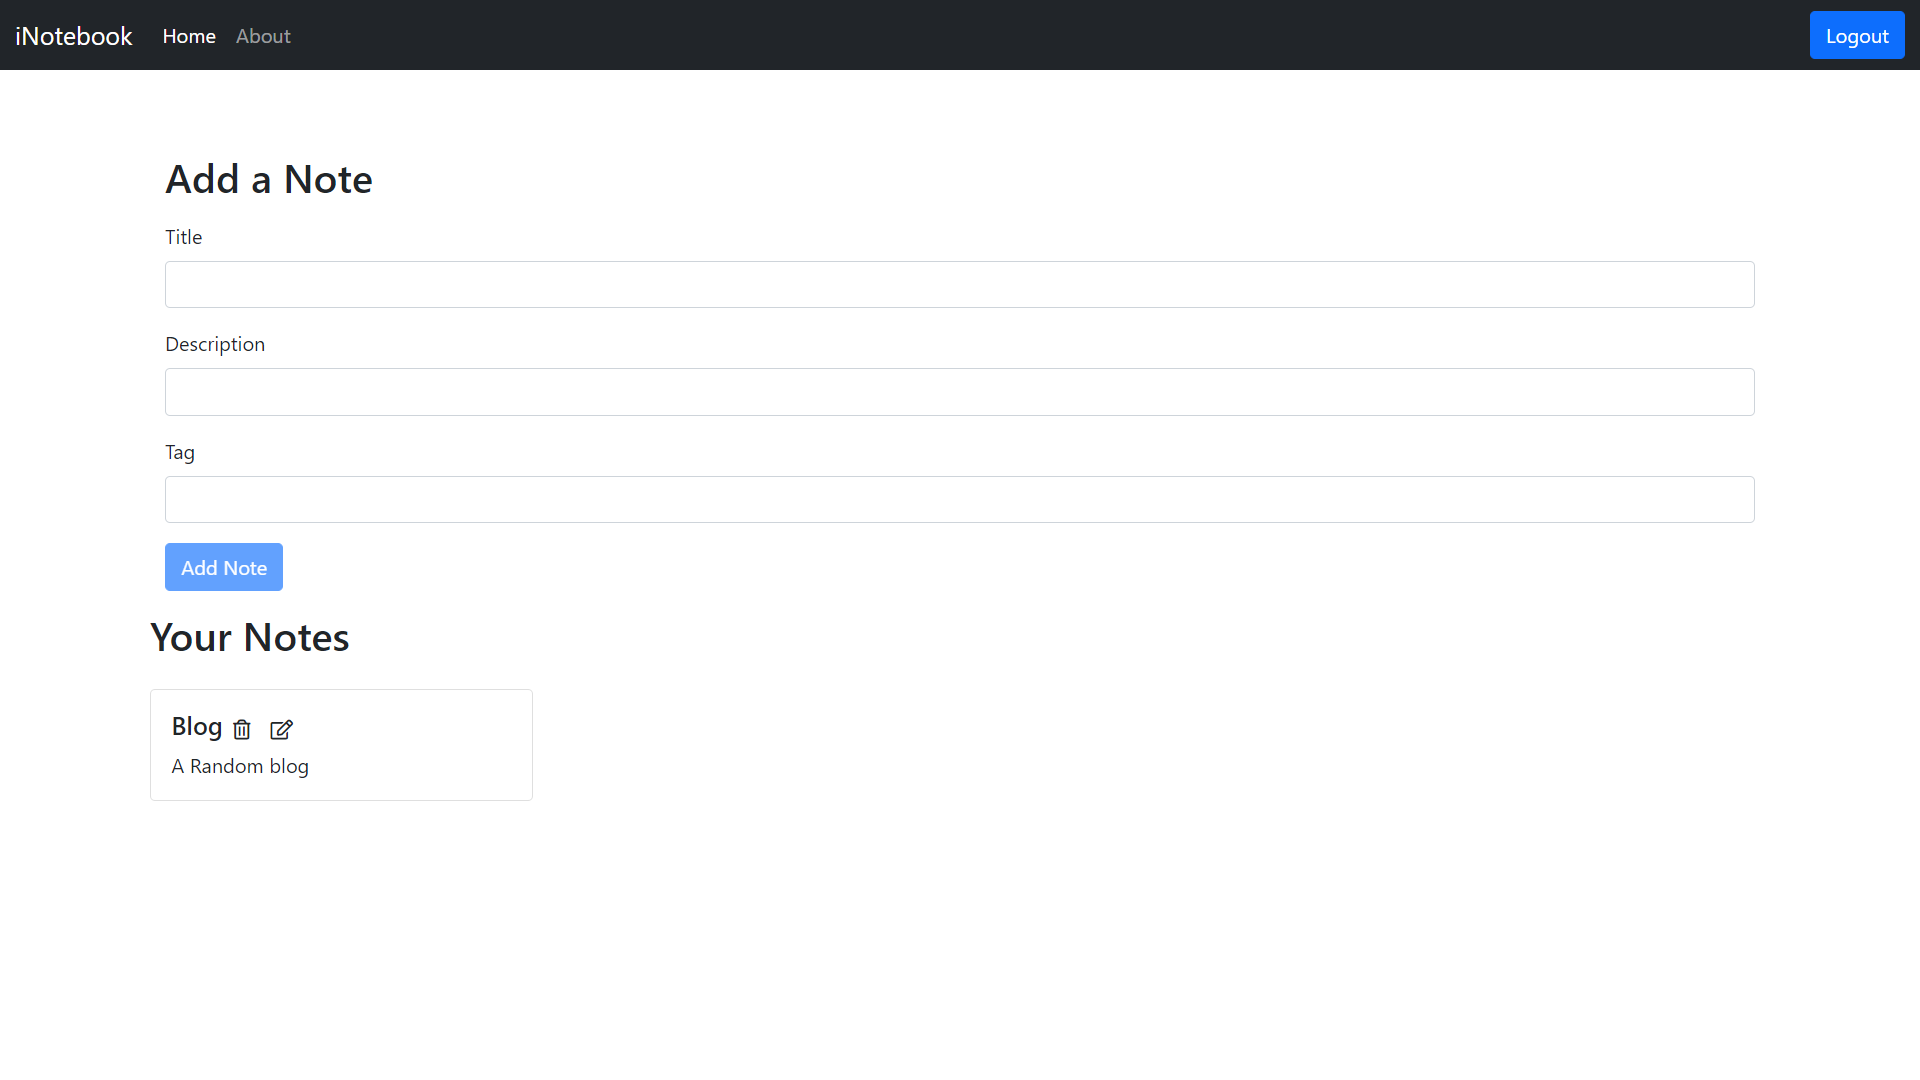 iNotebook Home About Logout
Add a Note
Title
Description
Tag
Add Note
Your Notes
Blog
A Random blog